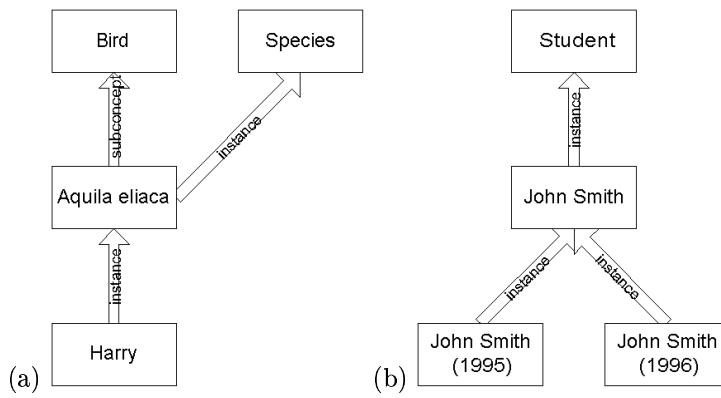 Bird
Species
subconcept
instance
Aquila eliaca
instance
Harry
(a)
Student
instance
John Smith
instance
instance
John Smith
(1995)
John Smith
(1996)
(b)